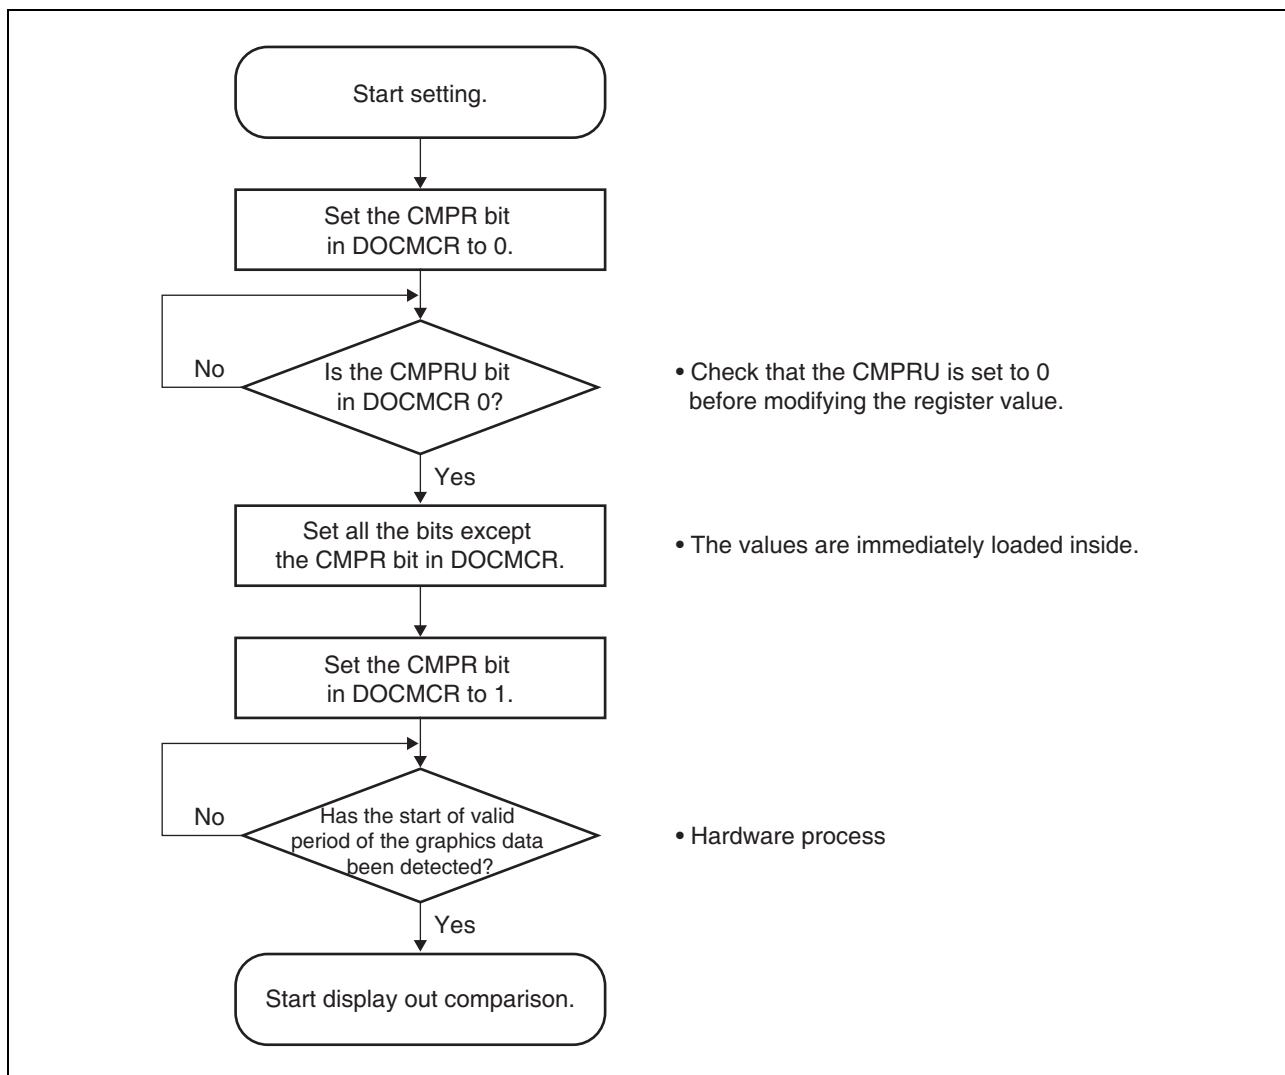 Start setting.
Set the CMPR bit
in DOCMCR to 0.
No
Is the CMPRU bit
in DOCMCR 0?
• Check that the CMPRU is set to 0
before modifying the register value.
Yes
Set all the bits except
the CMPR bit in DOCMCR.
• The values are immediately loaded inside.
Set the CMPR bit
in DOCMCR to 1.
No
Has the start of valid
period of the graphics data
been detected?
• Hardware process
Yes
Start display out comparison.